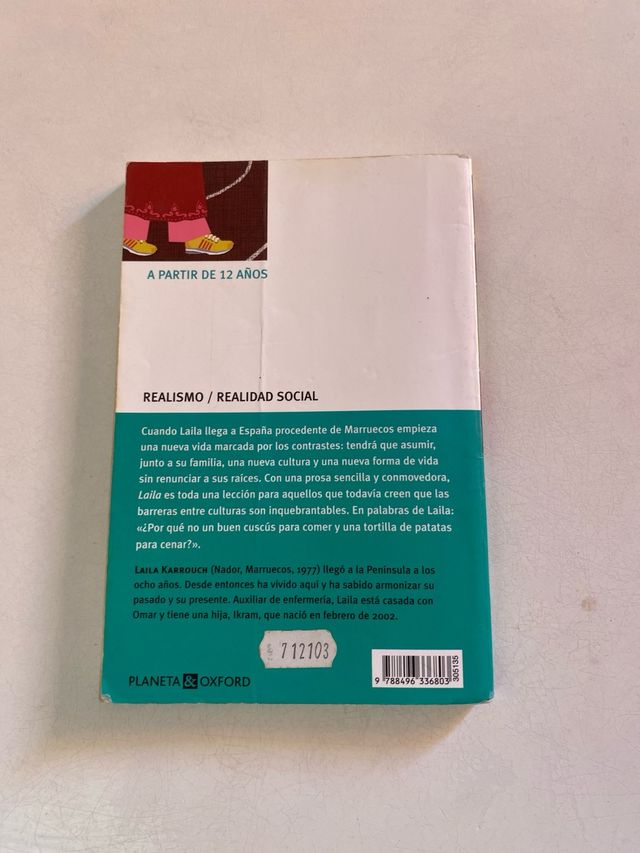 A PARTIR DE 12 AÑOS
REALISMO / REALIDAD SOCIAL
Cuando Laila llega a España procedente de Marruecos empieza
una nueva vida marcada por los contrastes: tendrá que asumir,
junto a su familia, una nueva cultura y una nueva forma de vida
sin renunciar a sus raíces. Con una prosa sencilla y conmovedora,
Laila es toda una lección para aquellos que todavía creen que las
barreras entre culturas son inquebrantables. En palabras de Laila:
«¿Por qué no un buen cuscús para comer y una tortilla de patatas
para cenar?».
LAILA KARROUCH (Nador, Marruecos, 1977) llegó a la Península a los
ocho años. Desde entonces ha vivido aquí y ha sabido armonizar su
pasado y su presente. Auxiliar de enfermería, Laila está casada con
Omar y tiene una hija, Ikram, que nació en febrero de 2002.
712103
PLANETA & OXFORD
9 788496 336803
305135